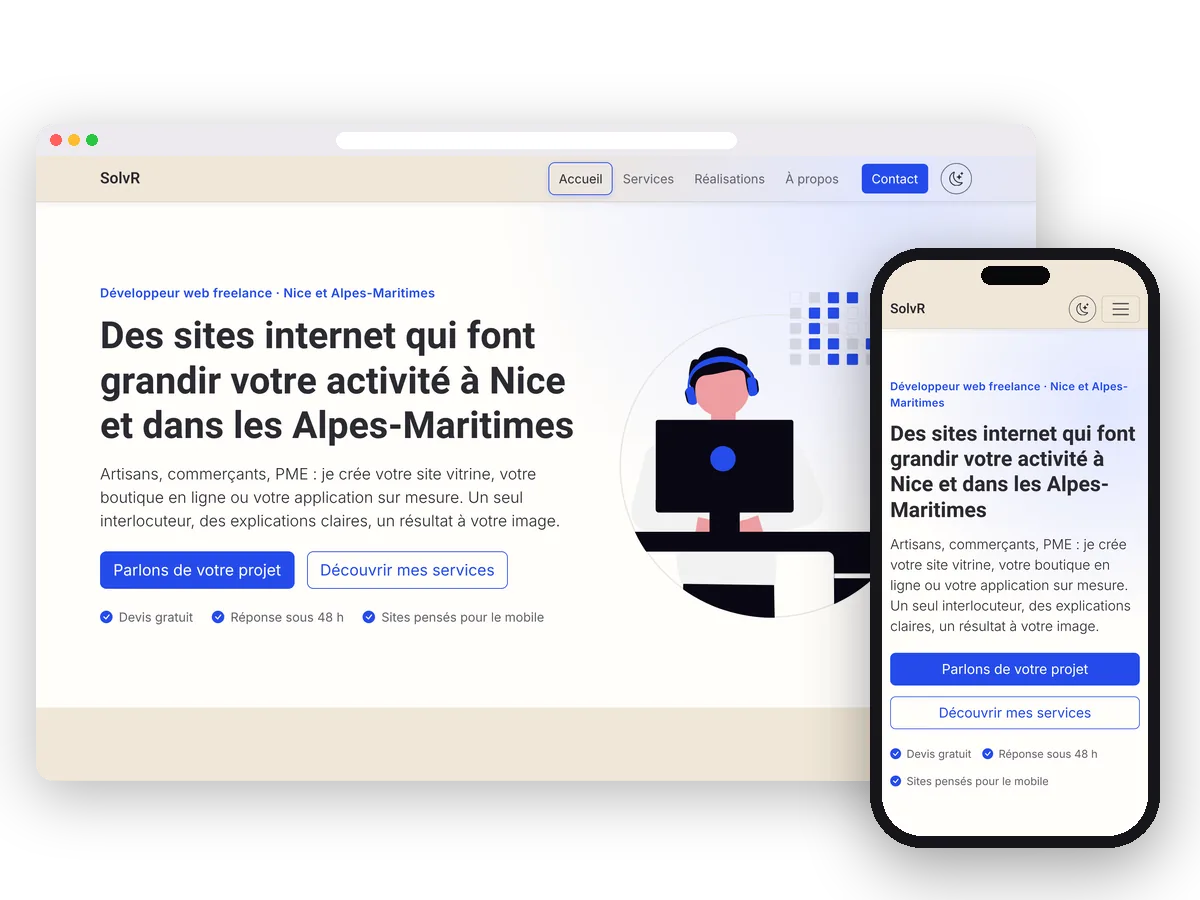 SolvR
Accueil
Services
Réalisations
À propos
Contact
Développeur web freelance · Nice et Alpes-Maritimes
Des sites internet qui font
grandir votre activité à Nice
et dans les Alpes-Maritimes
Artisans, commerçants, PME : je crée votre site vitrine, votre
boutique en ligne ou votre application sur mesure. Un seul
interlocuteur, des explications claires, un résultat à votre image.
Parlons de votre projet
Découvrir mes services
Devis gratuit
Réponse sous 48 h
Sites pensés pour le mobile
SolvR
Développeur web freelance · Nice et Alpes-
Maritimes
Des sites internet qui font
grandir votre activité à
Nice et dans les Alpes-
Maritimes
Artisans, commerçants, PME : je crée
votre site vitrine, votre boutique en
ligne ou votre application sur mesure.
Un seul interlocuteur, des explications
claires, un résultat à votre image.
Parlons de votre projet
Découvrir mes services
Devis gratuit
Réponse sous 48 h
Sites pensés pour le mobile